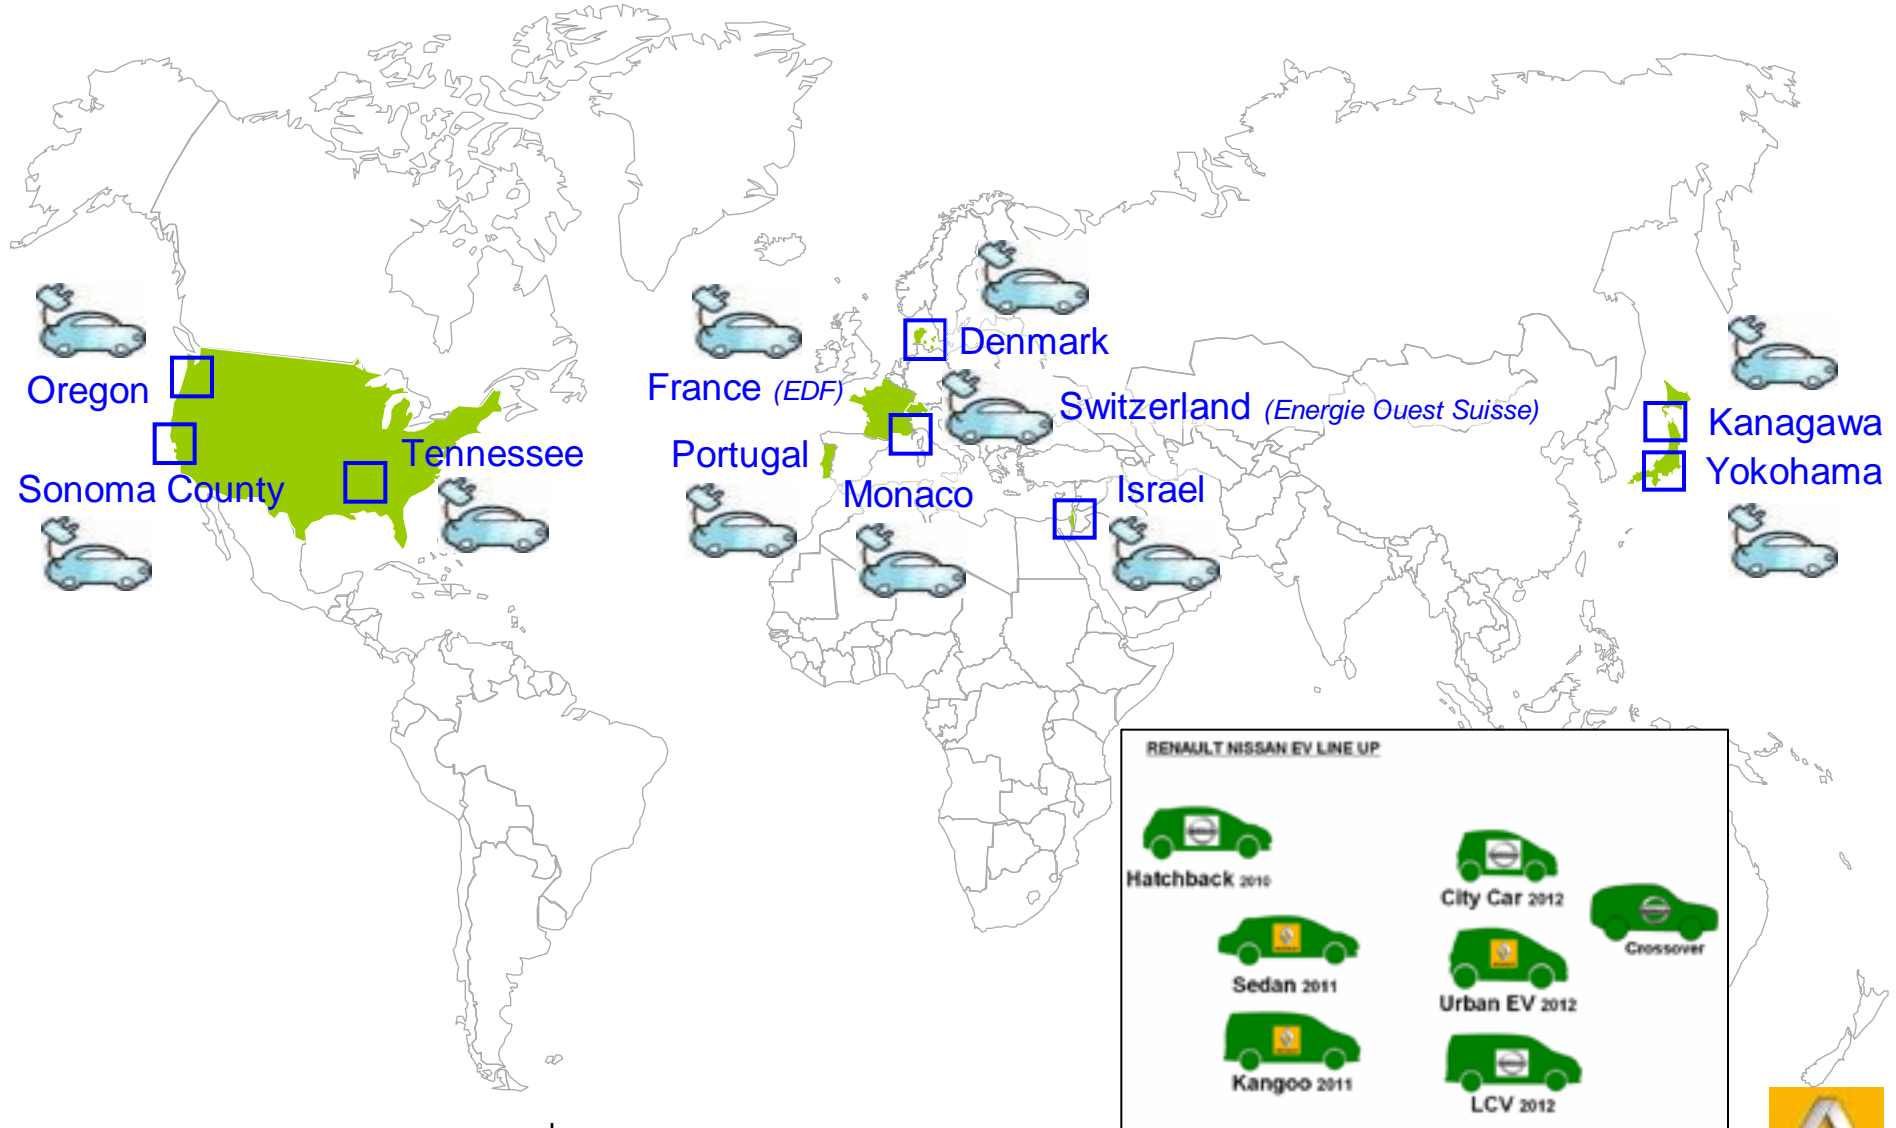 Denmark
Oregon
France (EDF)
Switzerland (Energie Ouest Suisse)
Kanagawa
Tennessee
Portugal
Yokohama
Sonoma County
Monaco
Israel
RENAULT NISSAN EV LINE UP
Hatchback 2010
City Car 2012
Crossover
Sedan 2011
Urban EV 2012
Kangoo 2011
LCV 2012